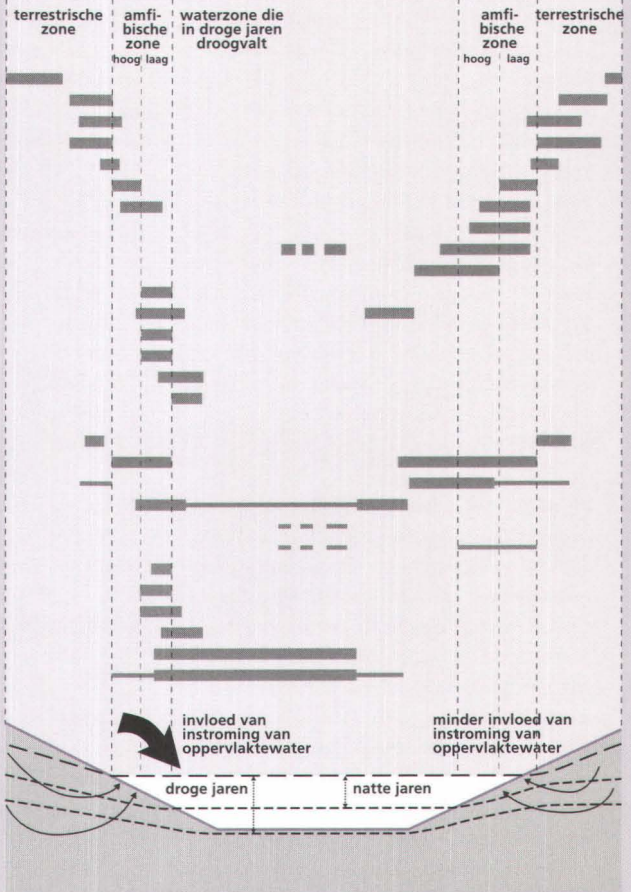 terrestrische
zone
amfi-
bische
zone
hoog laag
waterzone die
in droge jaren
droogvalt
amfi-
bische
zone
hoog laag
terrestrische
zone
invloed van
instroming van
oppervlaktewater
minder invloed van
instroming van
oppervlaktewater
droge jaren
natte jaren